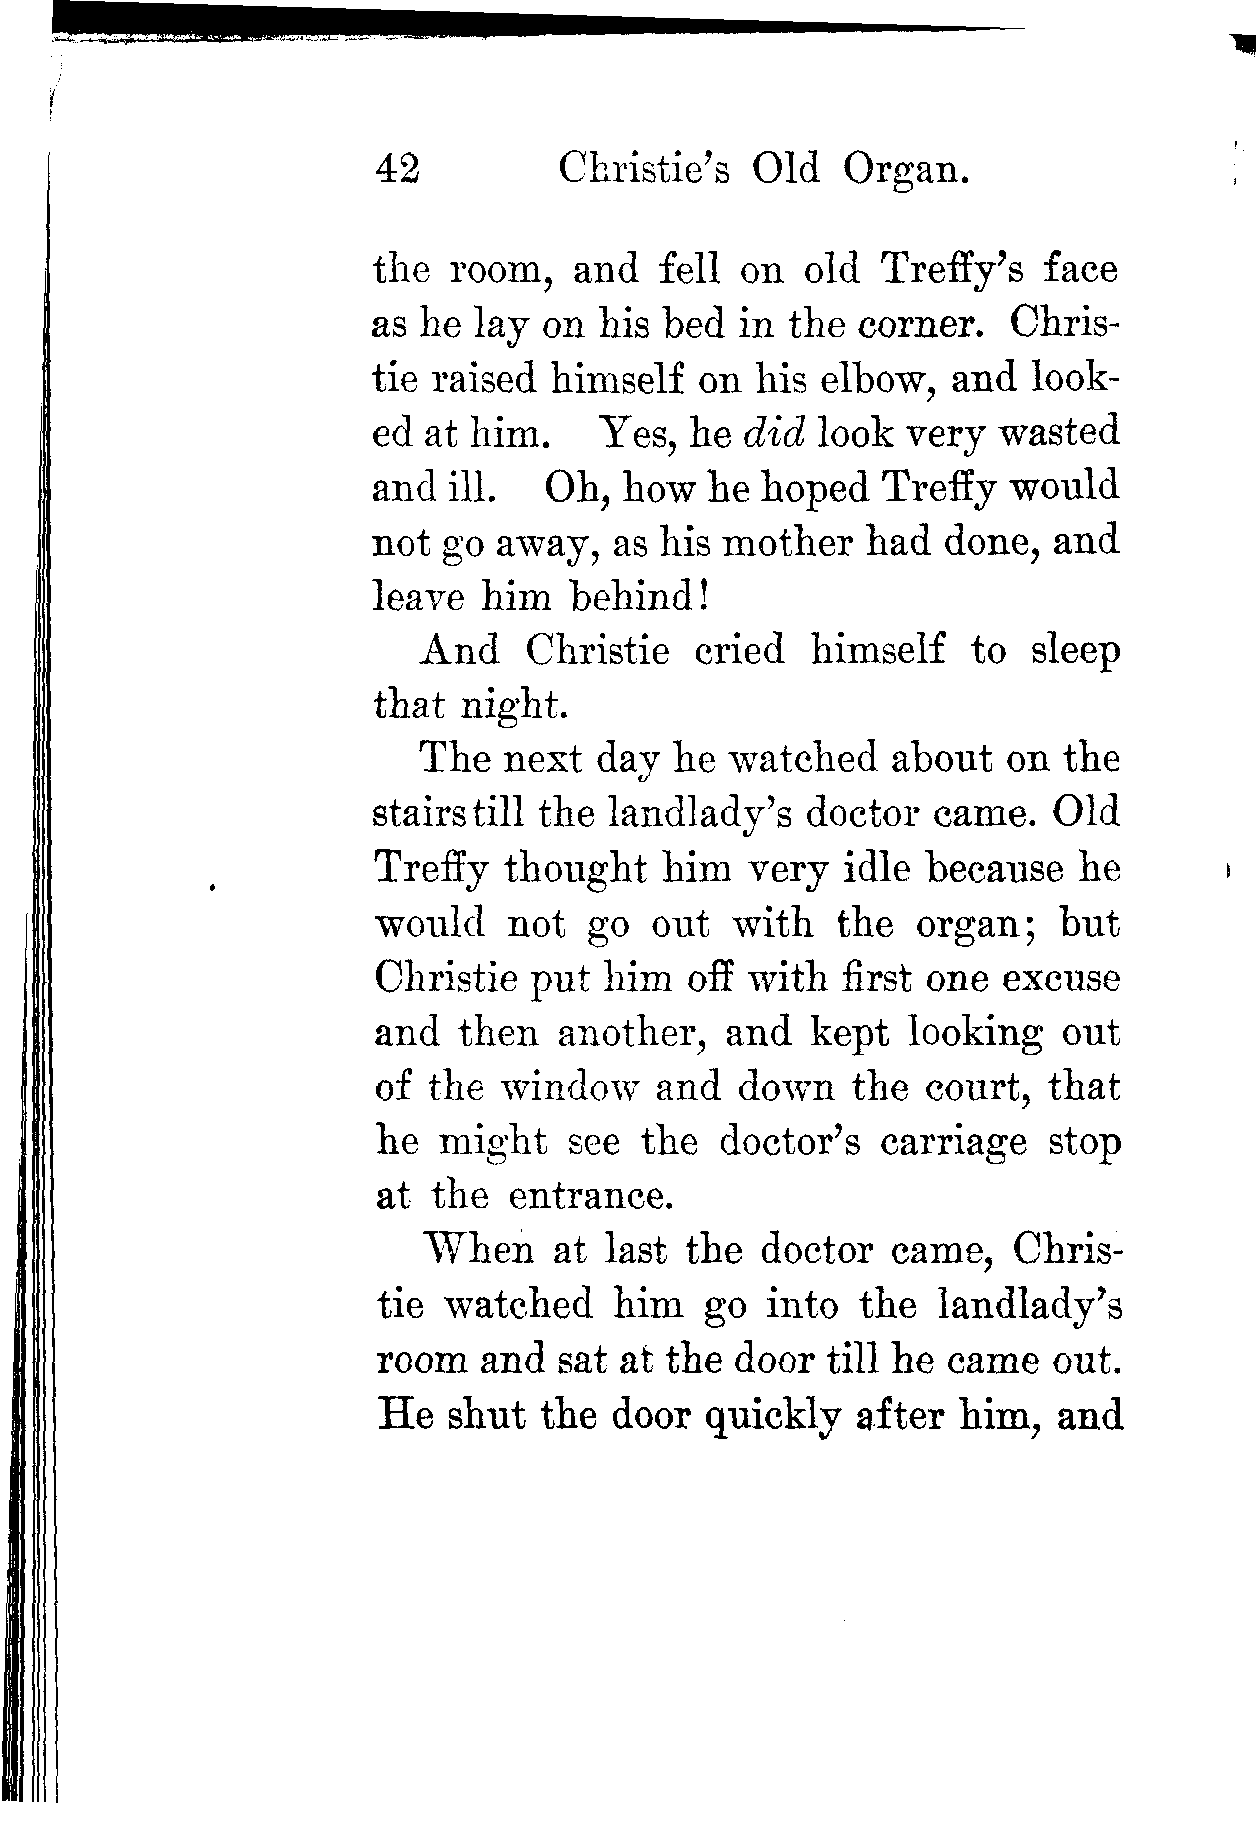 42 Christie's Old Organ.
the room, and fell on old Treffy's face
as he lay on his bed in the corner. Chris-
tie raised himself on his elbow, and look-
ed at him. Yes, he did look very wasted
and ill. Oh, how he hoped Treffy would
not go away, as his mother had done, and
leave him behind!
And Christie cried himself to sleep
that night.
The next day he watched about on the
stairs till the landlady's doctor came. Old
Treffy thought him very idle because he
would not go out with the organ; but
Christie put him off with first one excuse
and then another, and kept looking out
of the window and down the court, that
he might see the doctor's carriage stop
at the entrance.
When at last the doctor came, Chris-
tie watched him go into the landlady's
room and sat at the door till he came out.
He shut the door quickly after him, and